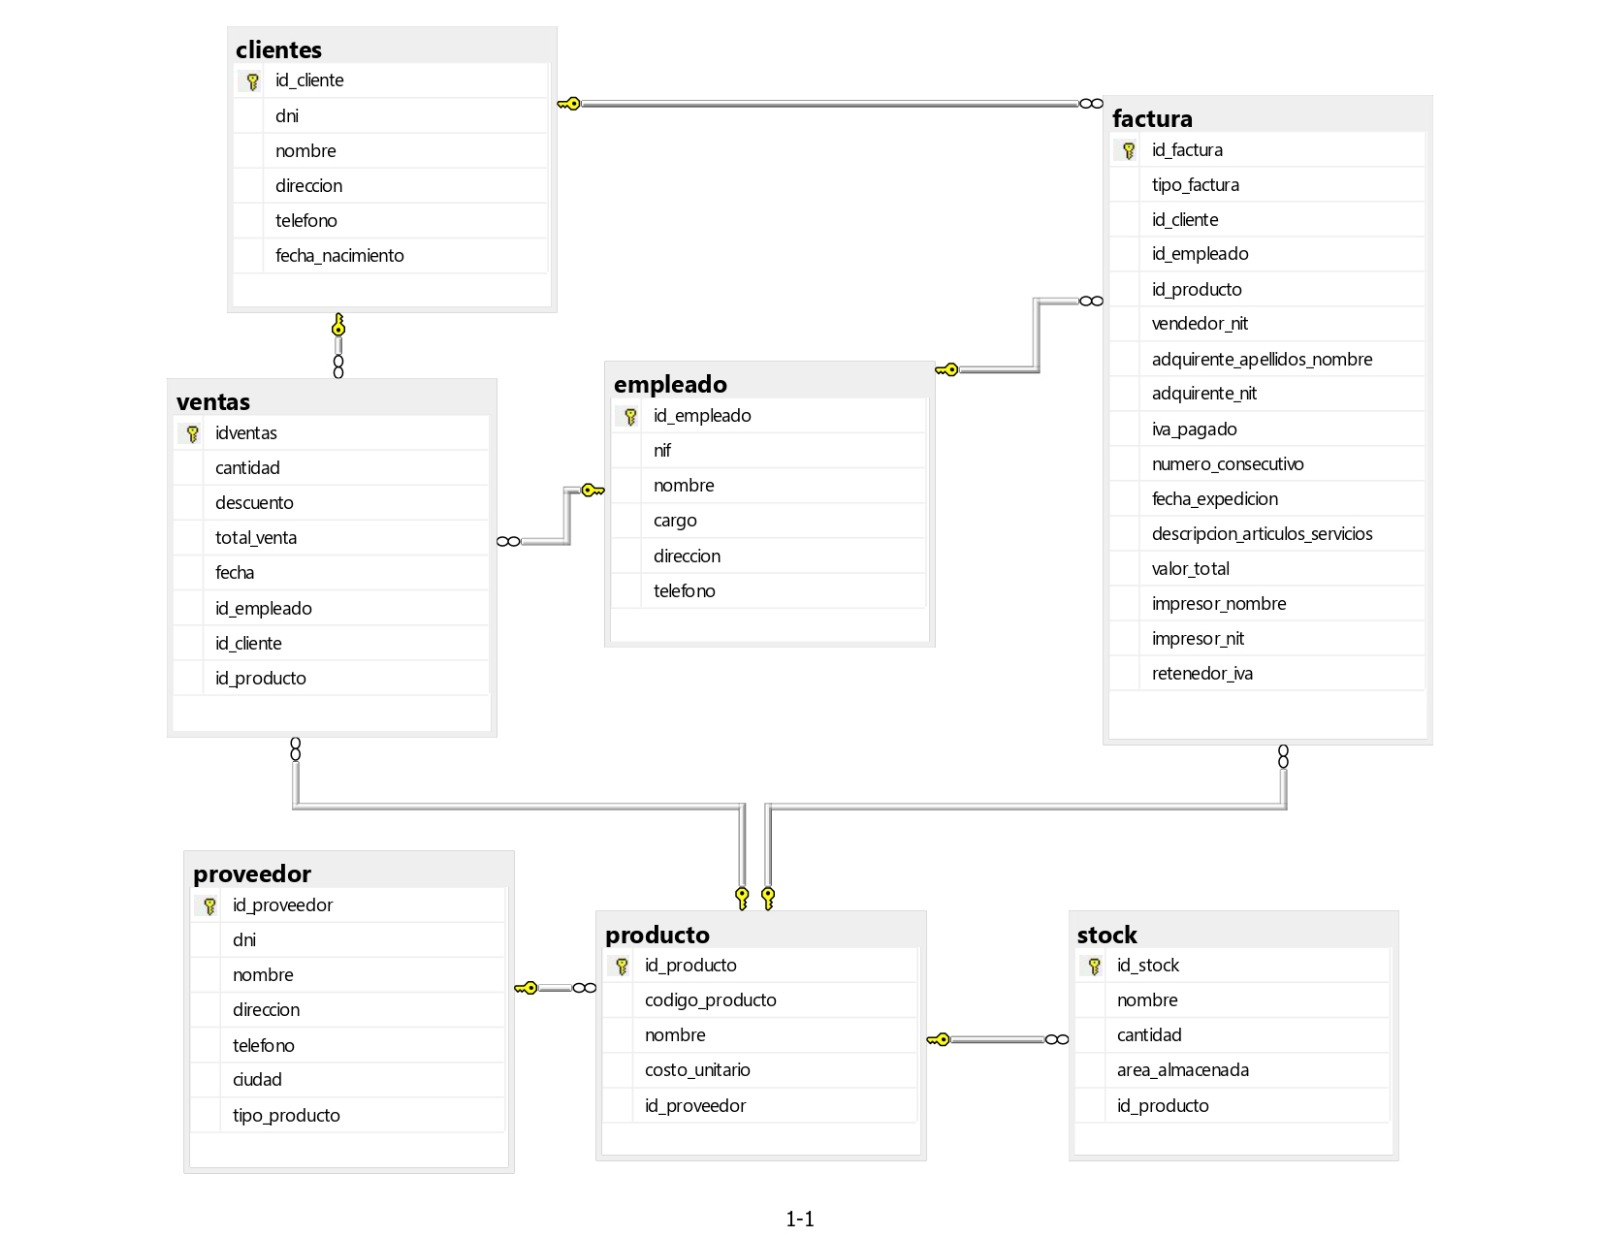 clientes
id_cliente
dni
nombre
direccion
telefono
fecha_nacimiento
factura
id_factura
tipo_factura
id_cliente
id_empleado
id_producto
vendedor_nit
adquirente_apellidos_nombre
adquirente_nit
iva_pagado
numero_consecutivo
fecha_expedicion
descripcion_articulos_servicios
valor_total
impresor_nombre
impresor_nit
retenedor_iva
ventas
idventas
cantidad
descuento
total_venta
fecha
id_empleado
id_cliente
id_producto
empleado
id_empleado
nif
nombre
cargo
direccion
telefono
proveedor
id_proveedor
dni
nombre
direccion
telefono
ciudad
tipo_producto
producto
id_producto
codigo_producto
nombre
costo_unitario
id_proveedor
stock
id_stock
nombre
cantidad
area_almacenada
id_producto
1-1